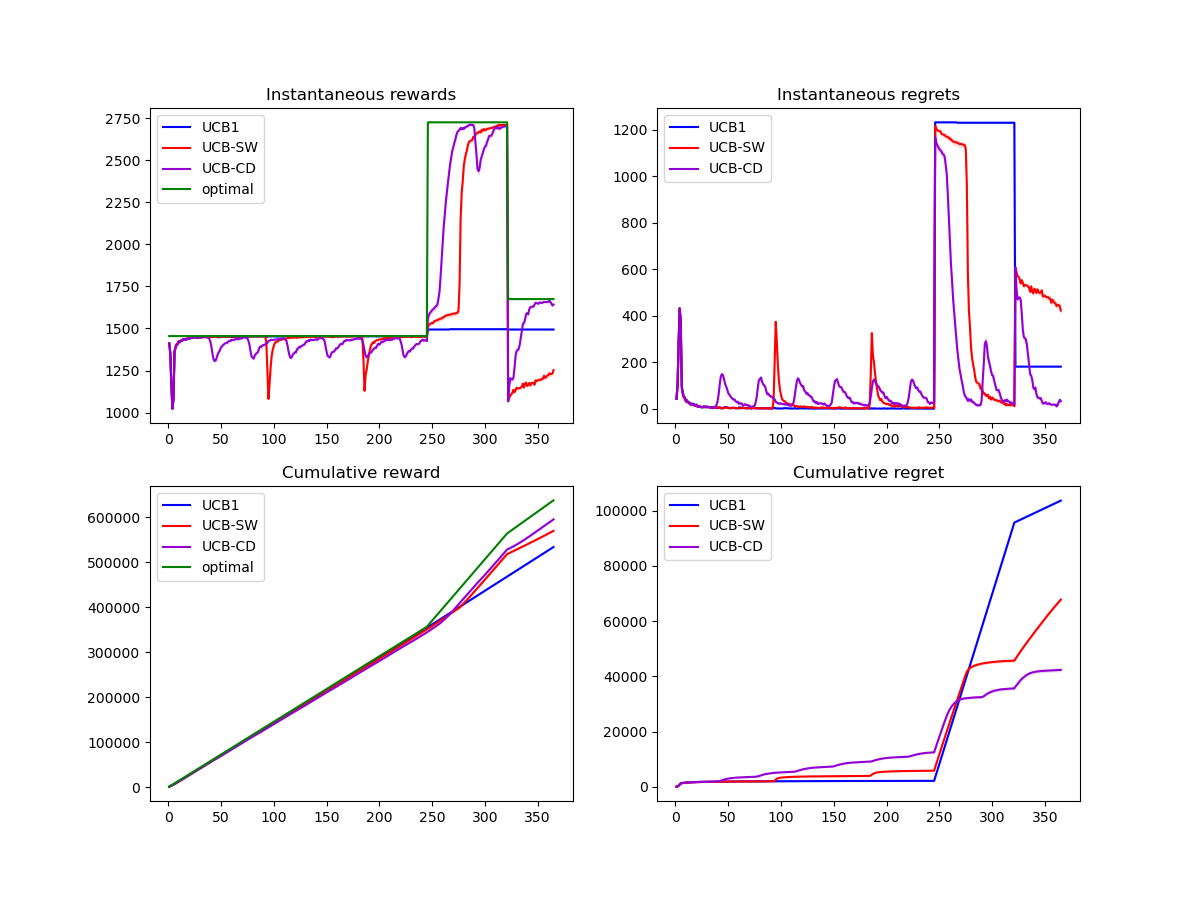 Instantaneous rewards
2750
2500
2250
2000
1750
1500
1250
1000
UCB1
UCB-SW
UCB-CD
optimal
0 50 100 150 200 250 300 350
Instantaneous regrets
1200
1000
800
600
400
200
0
UCB1
UCB-SW
UCB-CD
0 50 100 150 200 250 300 350
Cumulative reward
600000
500000
400000
300000
200000
100000
0
UCB1
UCB-SW
UCB-CD
optimal
0 50 100 150 200 250 300 350
Cumulative regret
100000
80000
60000
40000
20000
0
UCB1
UCB-SW
UCB-CD
0 50 100 150 200 250 300 350